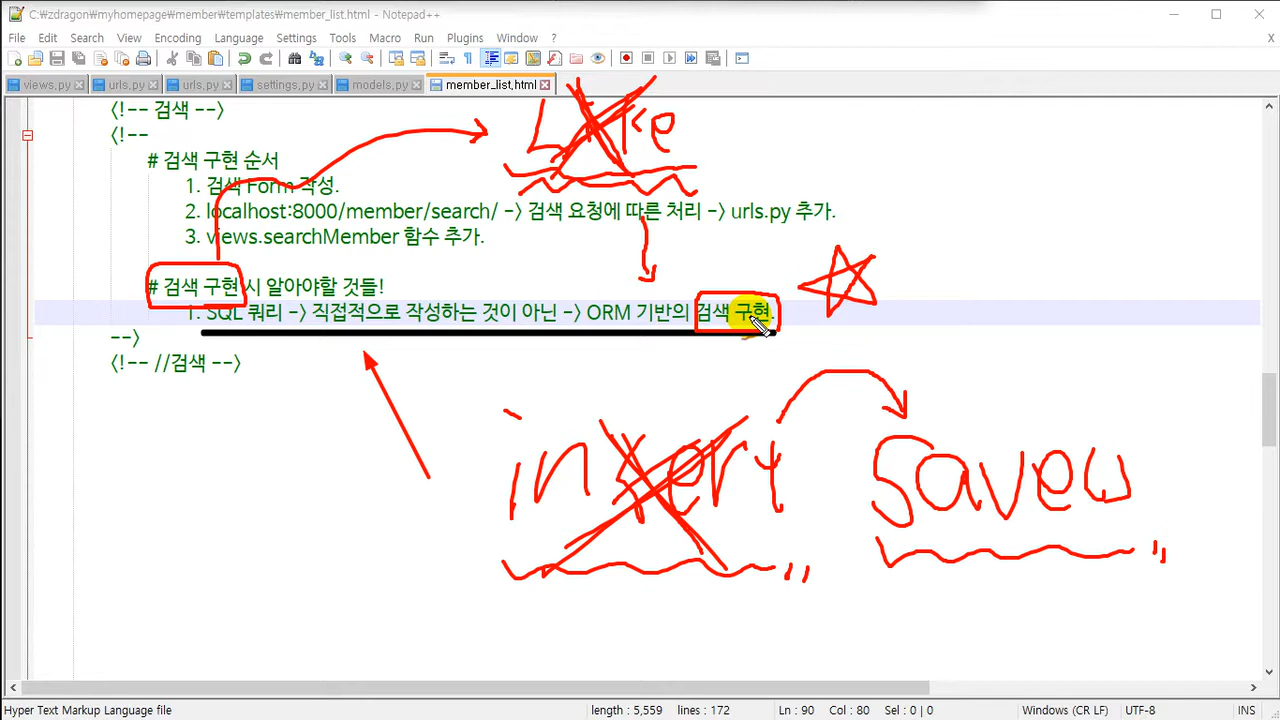 C:\zdragon\myhomepage\member\templates\member_list.html - Notepad++
File Edit Search View Encoding Language Settings Tools Macro Run Plugins Window ?
views.py urls.py urls.py settings.py models.py member_list.html
<!-- 검색 -->
<!--
# 검색 구현 순서
1. 검색 Form 작성.
2. localhost:8000/member/search/ -> 검색 요청에 따른 처리 -> urls.py 추가.
3. views.searchMember 함수 추가.
# 검색 구현 시 알아야할 것들!
1. SQL 쿼리 -> 직접적으로 작성하는 것이 아닌 -> ORM 기반의 검색 구현.
-->
<!-- //검색 -->
Like
insert
Save()
Hyper Text Markup Language file length : 5,559 lines : 172 Ln : 90 Col : 80 Sel : 0 | 0 Windows (CR LF) UTF-8 INS